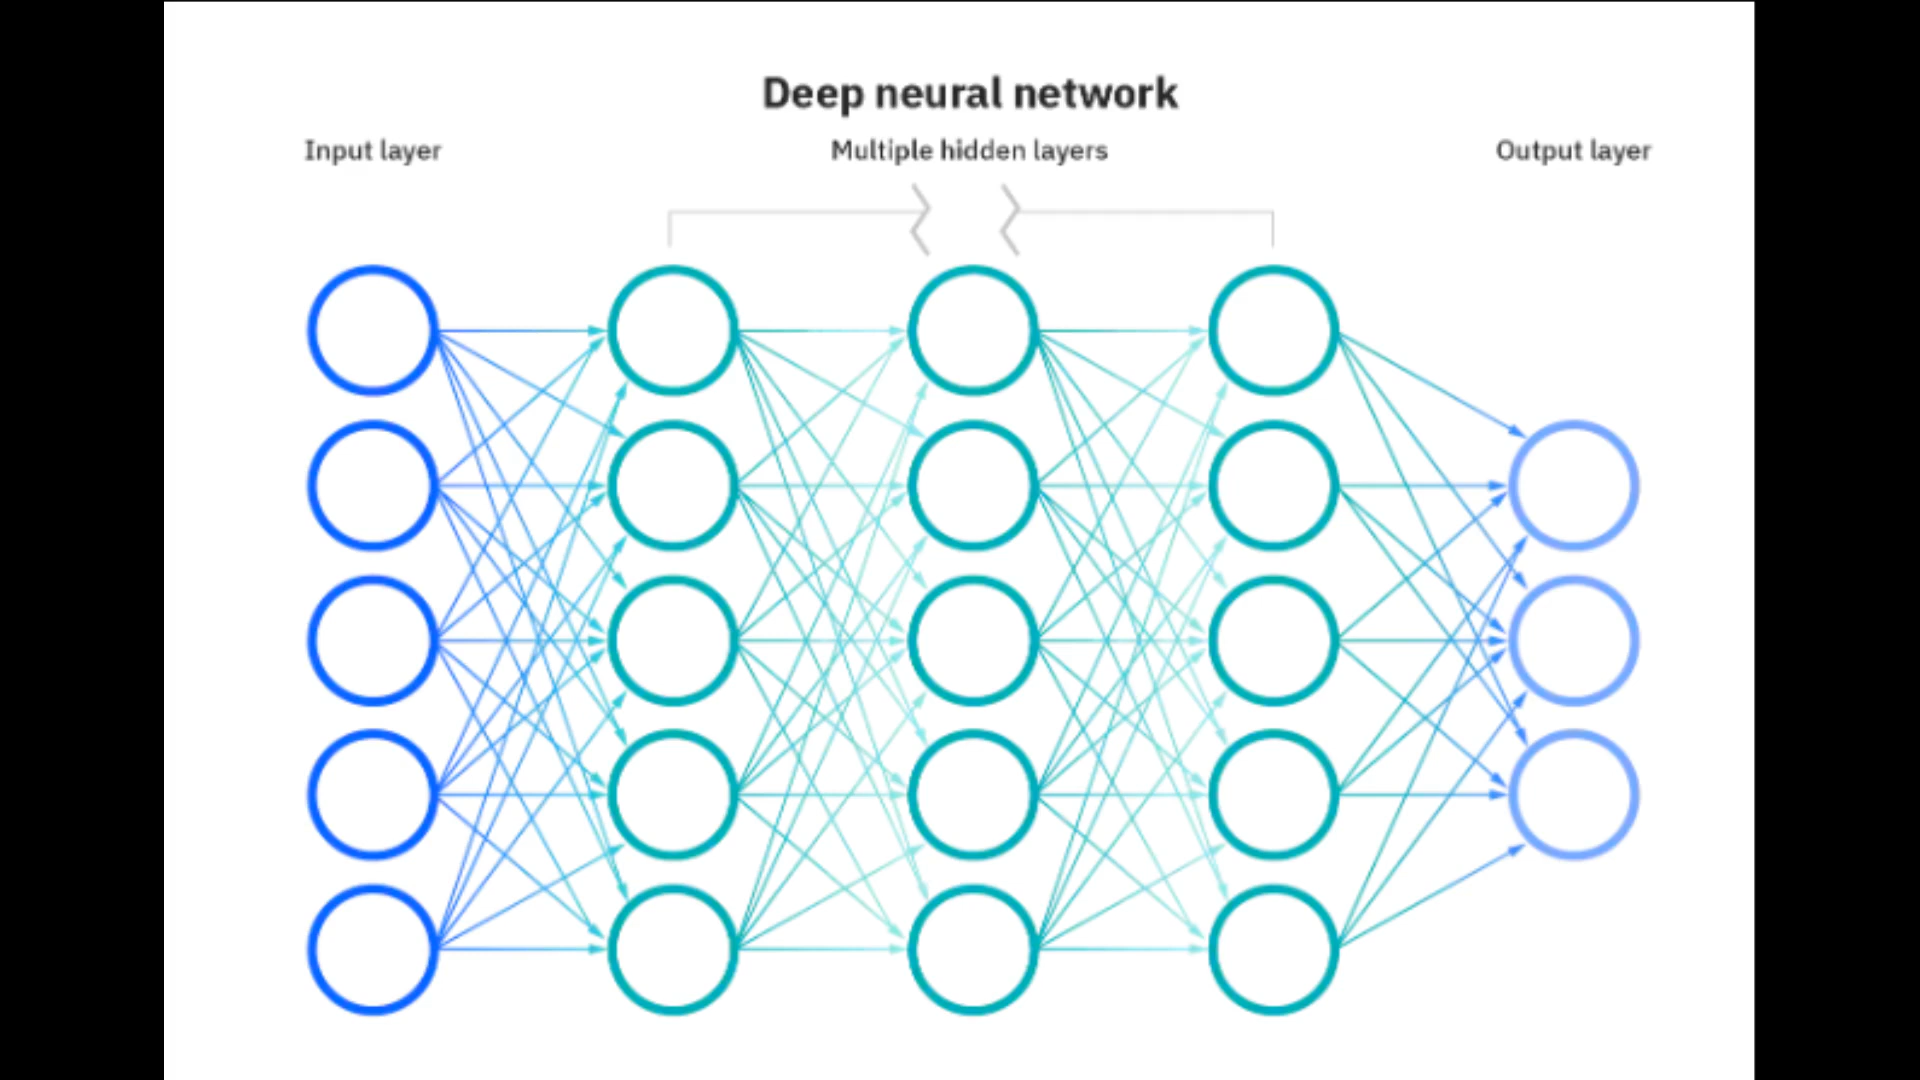 Deep neural network
Input layer
Multiple hidden layers
Output layer